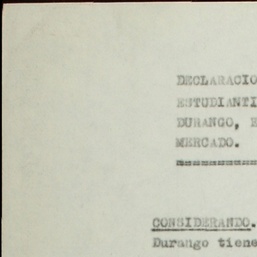 DECLARACIO
ESTUDIANTI
DURANGO, E
MERCADO.
CONSIDERANDO.
Durango tiene